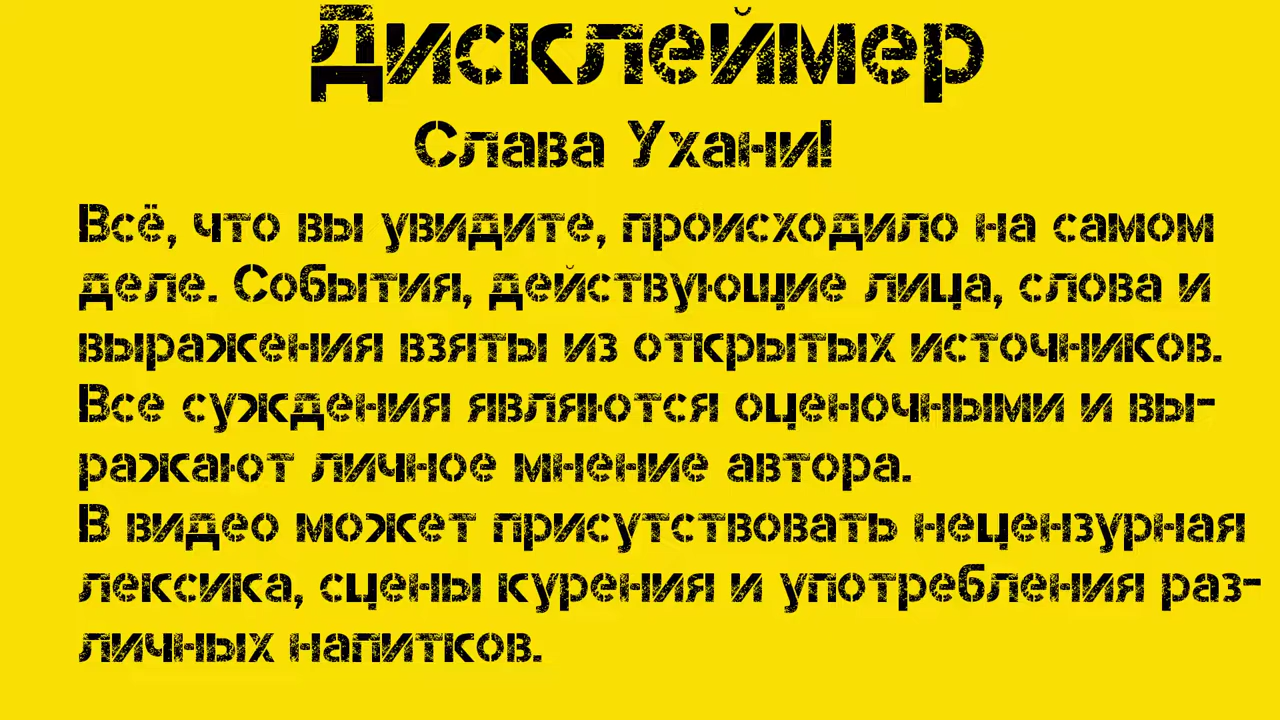 Дисклеймер
Слава Ухани!
Всё, что вы увидите, происходило на самом
деле. События, действующие лица, слова и
выражения взяты из открытых источников.
Все суждения являются оценочными и вы-
ражают личное мнение автора.
В видео может присутствовать нецензурная
лексика, сцены курения и употребления раз-
личных напитков.